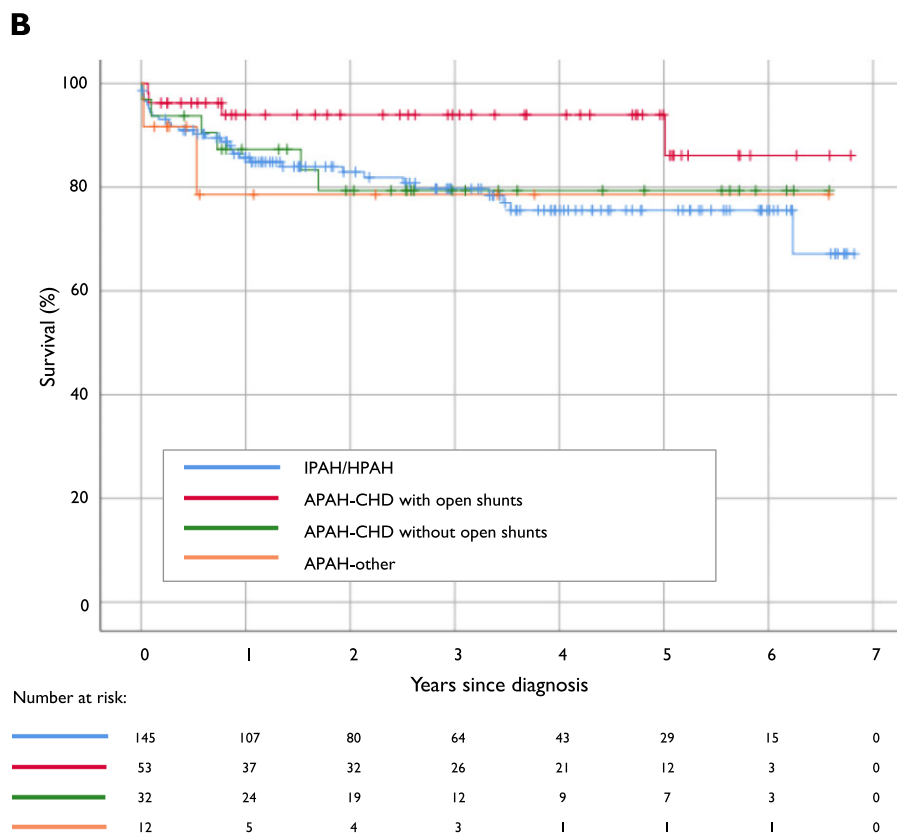 B
100
80
60
40
20
0
Survival (%)
IPAH/HPAH
APAH-CHD with open shunts
APAH-CHD without open shunts
APAH-other
0 1 2 3 4 5 6 7
Years since diagnosis
Number at risk:
145 107 80 64 43 29 15 0
53 37 32 26 21 12 3 0
32 24 19 12 9 7 3 0
12 5 4 3 1 1 1 0